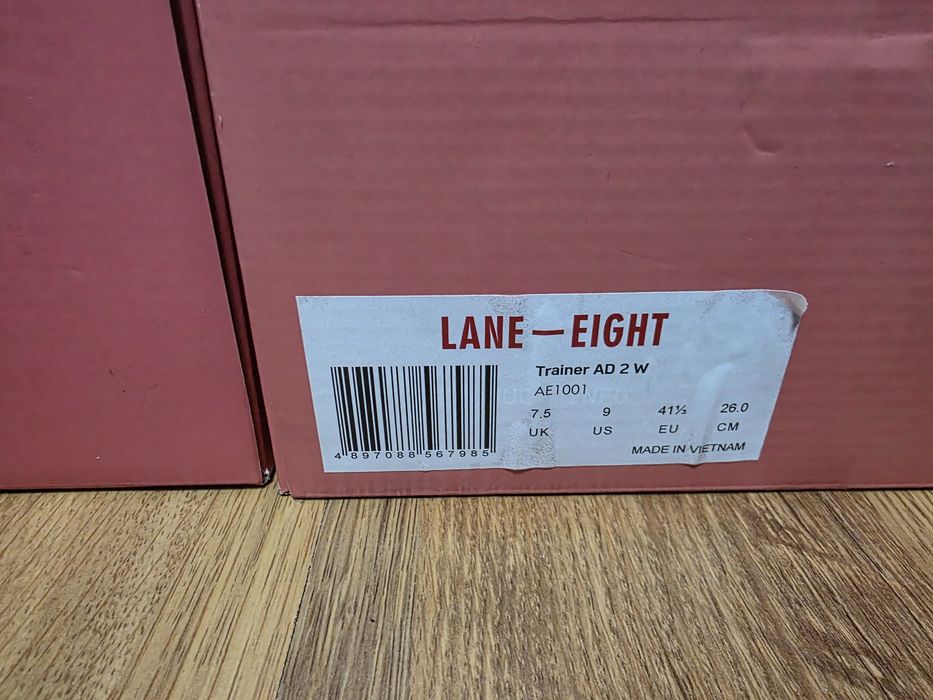 LANE—EIGHT
Trainer AD 2 W
AE1001
7.5 9 41⅓ 26.0
UK US EU CM
MADE IN VIETNAM
4 897088 567985